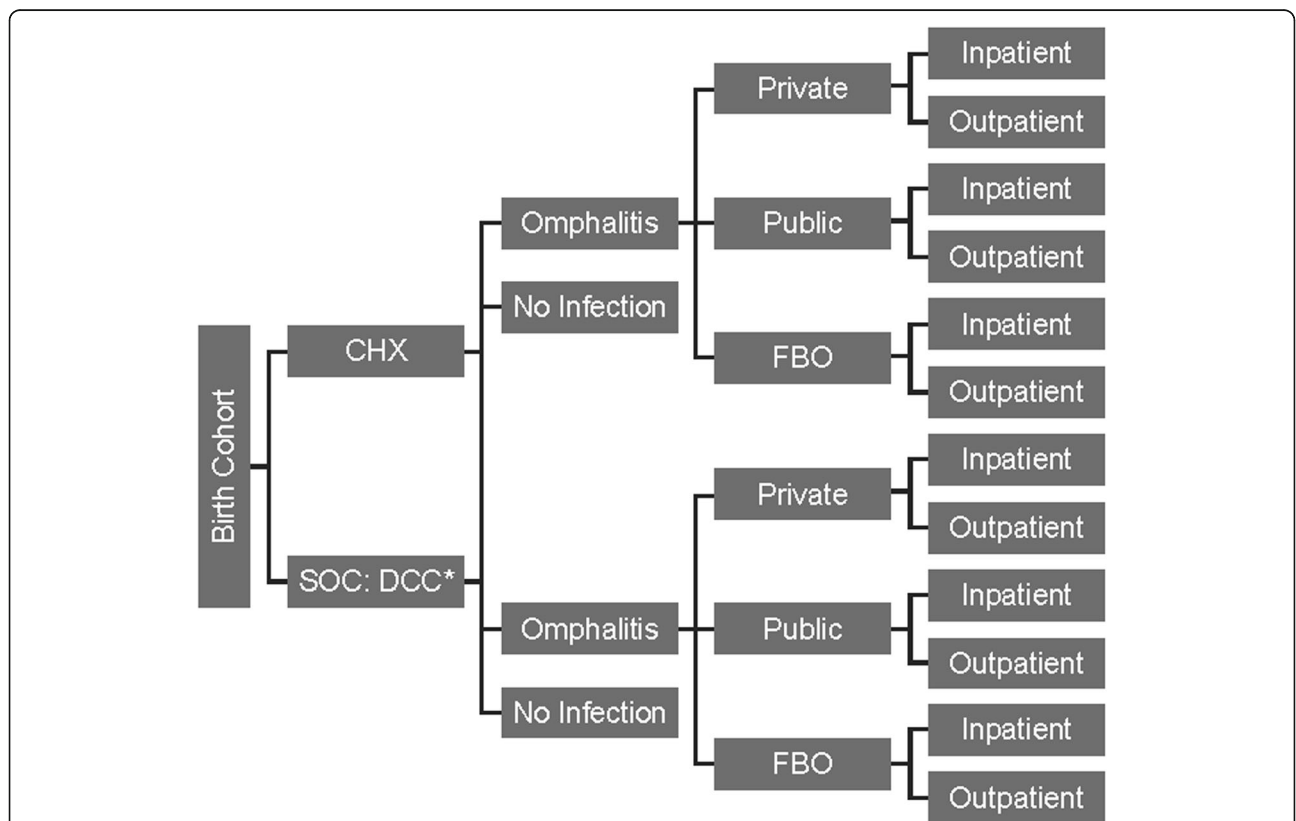 Birth Cohort
CHX
SOC: DCC*
Omphalitis
No Infection
Omphalitis
No Infection
Private
Public
FBO
Private
Public
FBO
Inpatient
Outpatient
Inpatient
Outpatient
Inpatient
Outpatient
Inpatient
Outpatient
Inpatient
Outpatient
Inpatient
Outpatient